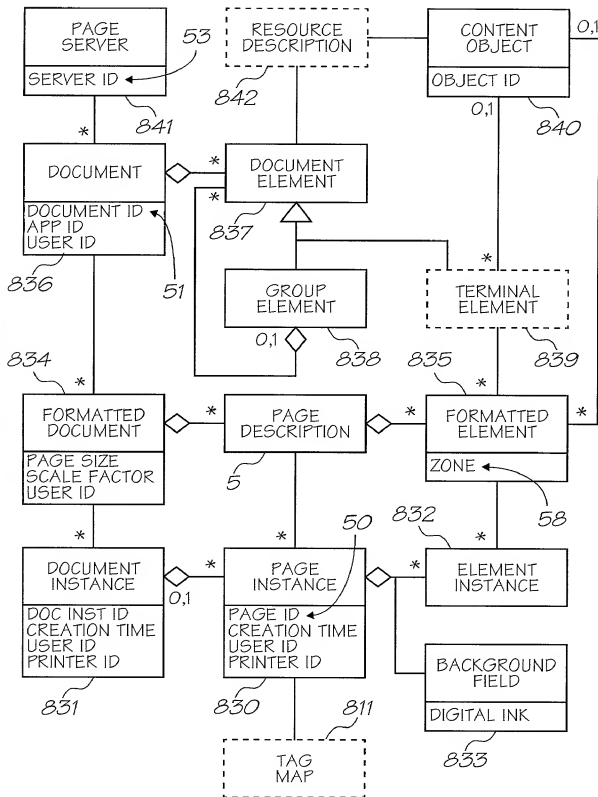 PAGE
SERVER
SERVER ID
53
841
*
RESOURCE
DESCRIPTION
842
CONTENT
OBJECT
OBJECT ID
0,1
0,1
840
DOCUMENT
DOCUMENT ID
APP ID
USER ID
836
51
*
*
DOCUMENT
ELEMENT
837
GROUP
ELEMENT
0,1
838
*
TERMINAL
ELEMENT
839
834
*
FORMATTED
DOCUMENT
PAGE SIZE
SCALE FACTOR
USER ID
*
PAGE
DESCRIPTION
5
*
835
*
FORMATTED
ELEMENT
ZONE
58
*
*
DOCUMENT
INSTANCE
DOC INST ID
CREATION TIME
USER ID
PRINTER ID
831
0,1
*
*
50
PAGE
INSTANCE
PAGE ID
CREATION TIME
USER ID
PRINTER ID
830
*
832
*
ELEMENT
INSTANCE
BACKGROUND
FIELD
DIGITAL INK
833
811
TAG
MAP